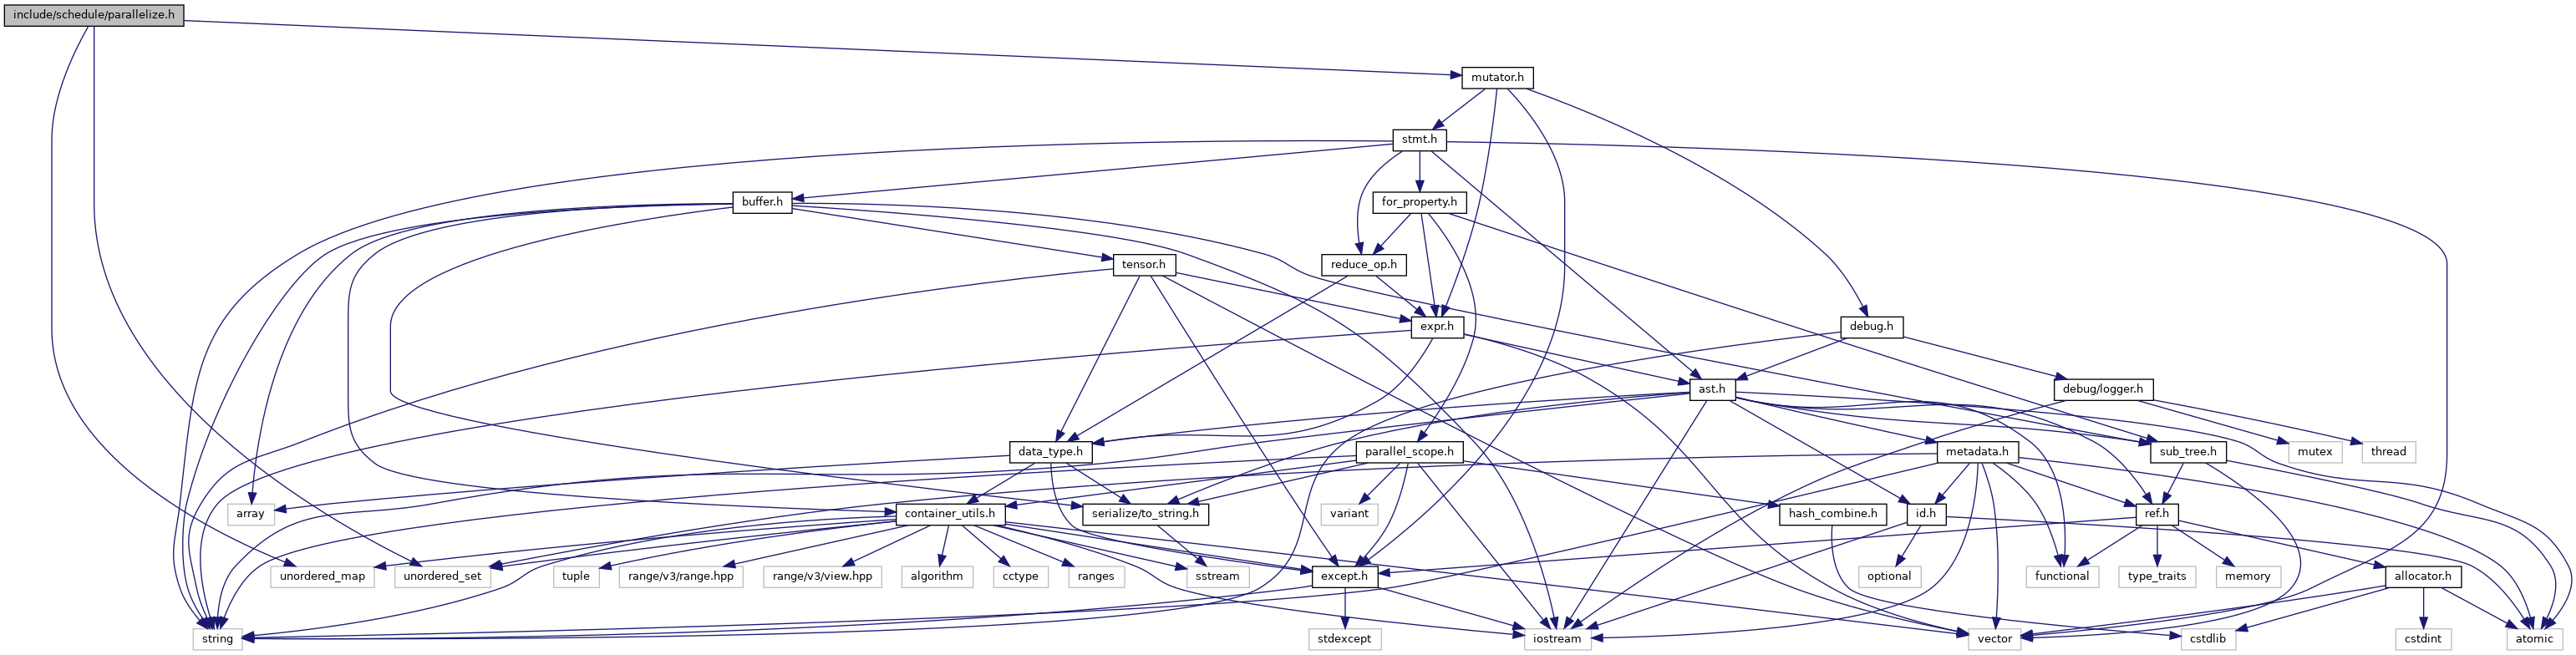 include/schedule/parallelize.h
mutator.h
stmt.h
buffer.h
for_property.h
tensor.h
reduce_op.h
expr.h
debug.h
ast.h
debug/logger.h
data_type.h
parallel_scope.h
metadata.h
sub_tree.h
mutex
thread
array
container_utils.h
serialize/to_string.h
variant
hash_combine.h
id.h
ref.h
unordered_map
unordered_set
tuple
range/v3/range.hpp
range/v3/view.hpp
algorithm
cctype
ranges
sstream
except.h
optional
functional
type_traits
memory
allocator.h
string
stdexcept
iostream
vector
cstdlib
cstdint
atomic